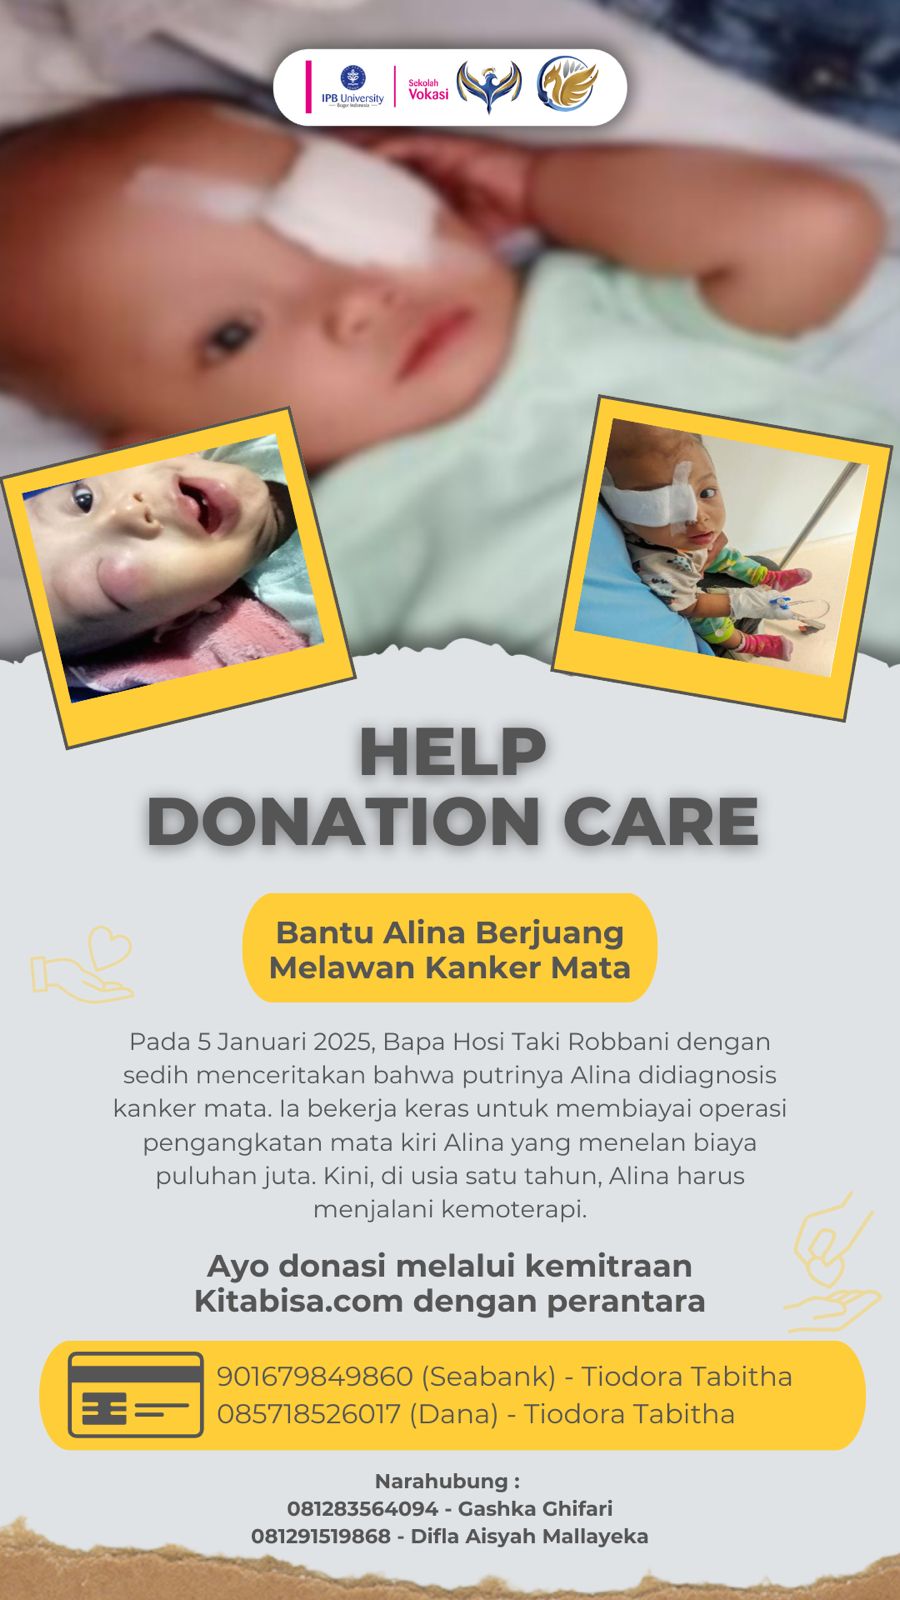 IPB University
Bogor Indonesia
Sekolah
Vokasi
HELP
DONATION CARE
Bantu Alina Berjuang
Melawan Kanker Mata
Pada 5 Januari 2025, Bapa Hosi Taki Robbani dengan
sedih menceritakan bahwa putrinya Alina didiagnosis
kanker mata. Ia bekerja keras untuk membiayai operasi
pengangkatan mata kiri Alina yang menelan biaya
puluhan juta. Kini, di usia satu tahun, Alina harus
menjalani kemoterapi.
Ayo donasi melalui kemitraan
Kitabisa.com dengan perantara
901679849860 (Seabank) - Tiodora Tabitha
085718526017 (Dana) - Tiodora Tabitha
Narahubung :
081283564094 - Gashka Ghifari
081291519868 - Difla Aisyah Mallayeka